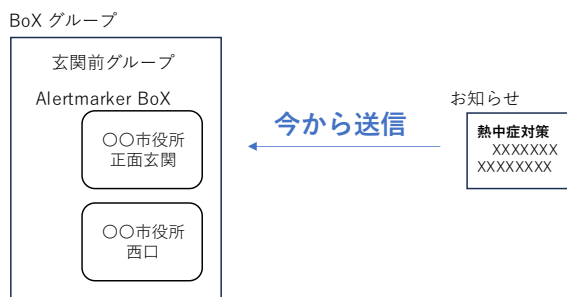 BoX グループ
玄関前グループ
Alertmarker BoX
〇〇市役所
正面玄関
〇〇市役所
西口
今から送信
お知らせ
熱中症対策
XXXXXXX
XXXXXXXX